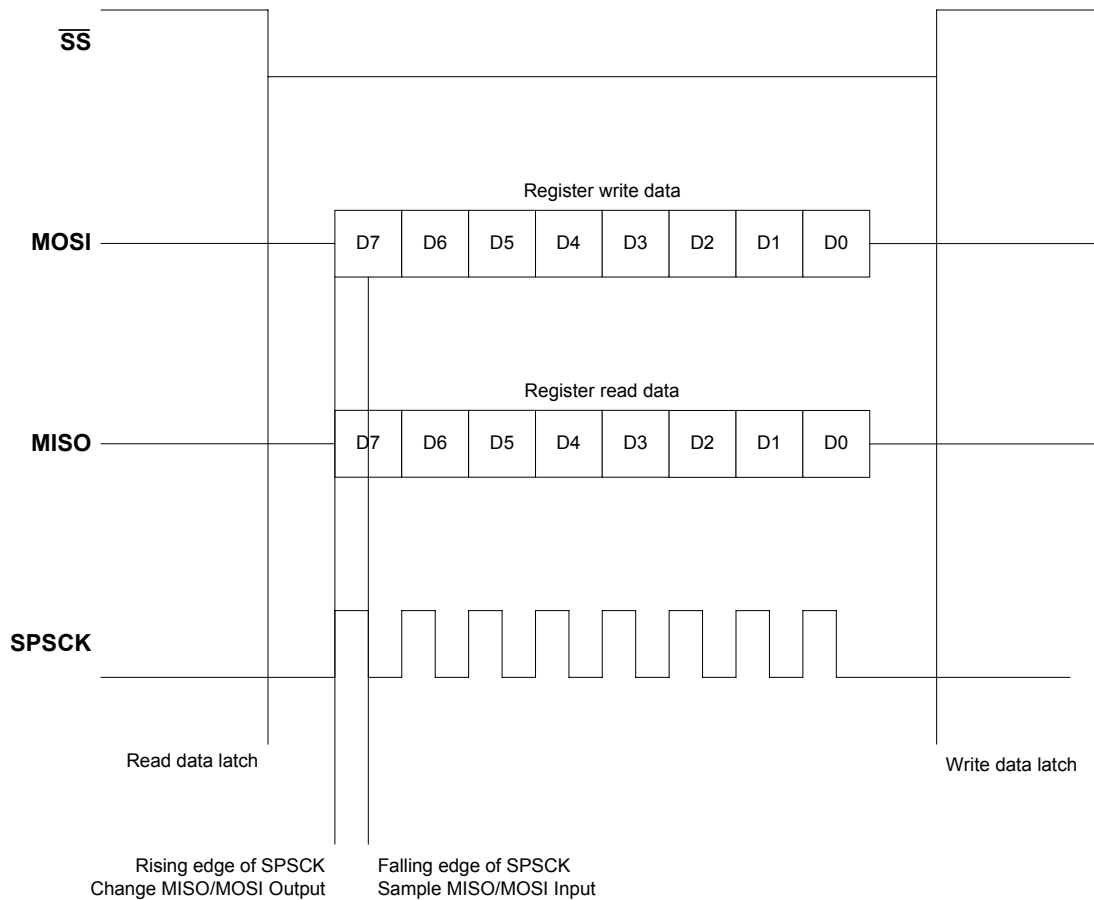 SS
Register write data
MOSI
D7 D6 D5 D4 D3 D2 D1 D0
Register read data
MISO
D7 D6 D5 D4 D3 D2 D1 D0
SPSCK
Read data latch
Write data latch
Rising edge of SPSCK
Change MISO/MOSI Output
Falling edge of SPSCK
Sample MISO/MOSI Input